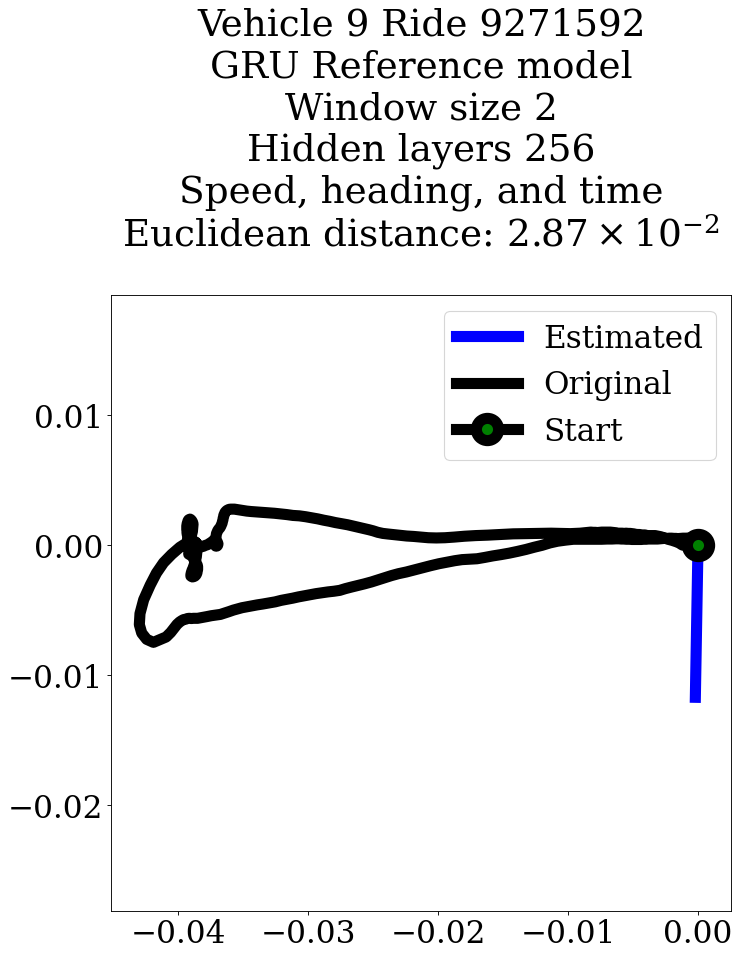 Vehicle 9 Ride 9271592
GRU Reference model
Window size 2
Hidden layers 256
Speed, heading, and time
Euclidean distance: 2.87 × 10⁻²
Estimated
Original
Start
0.01
0.00
−0.01
−0.02
−0.04 −0.03 −0.02 −0.01 0.00